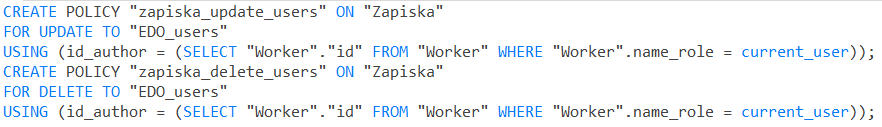 CREATE POLICY "zapiska_update_users" ON "Zapiska"
FOR UPDATE TO "EDO_users"
USING (id_author = (SELECT "Worker"."id" FROM "Worker" WHERE "Worker".name_role = current_user));
CREATE POLICY "zapiska_delete_users" ON "Zapiska"
FOR DELETE TO "EDO_users"
USING (id_author = (SELECT "Worker"."id" FROM "Worker" WHERE "Worker".name_role = current_user));